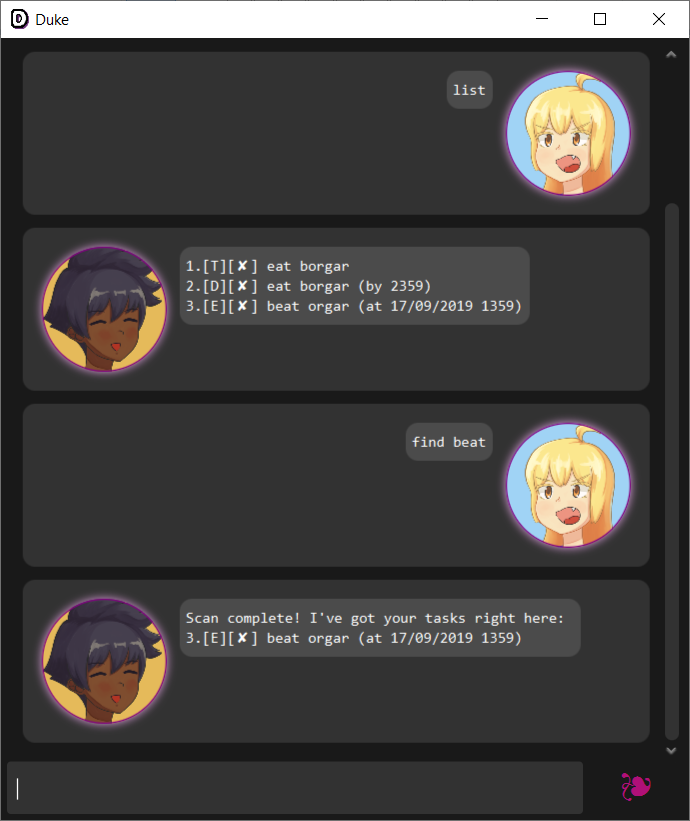 Duke
list
1.[T][✘] eat borgar
2.[D][✘] eat borgar (by 2359)
3.[E][✘] beat orgar (at 17/09/2019 1359)
find beat
Scan complete! I've got your tasks right here:
3.[E][✘] beat orgar (at 17/09/2019 1359)